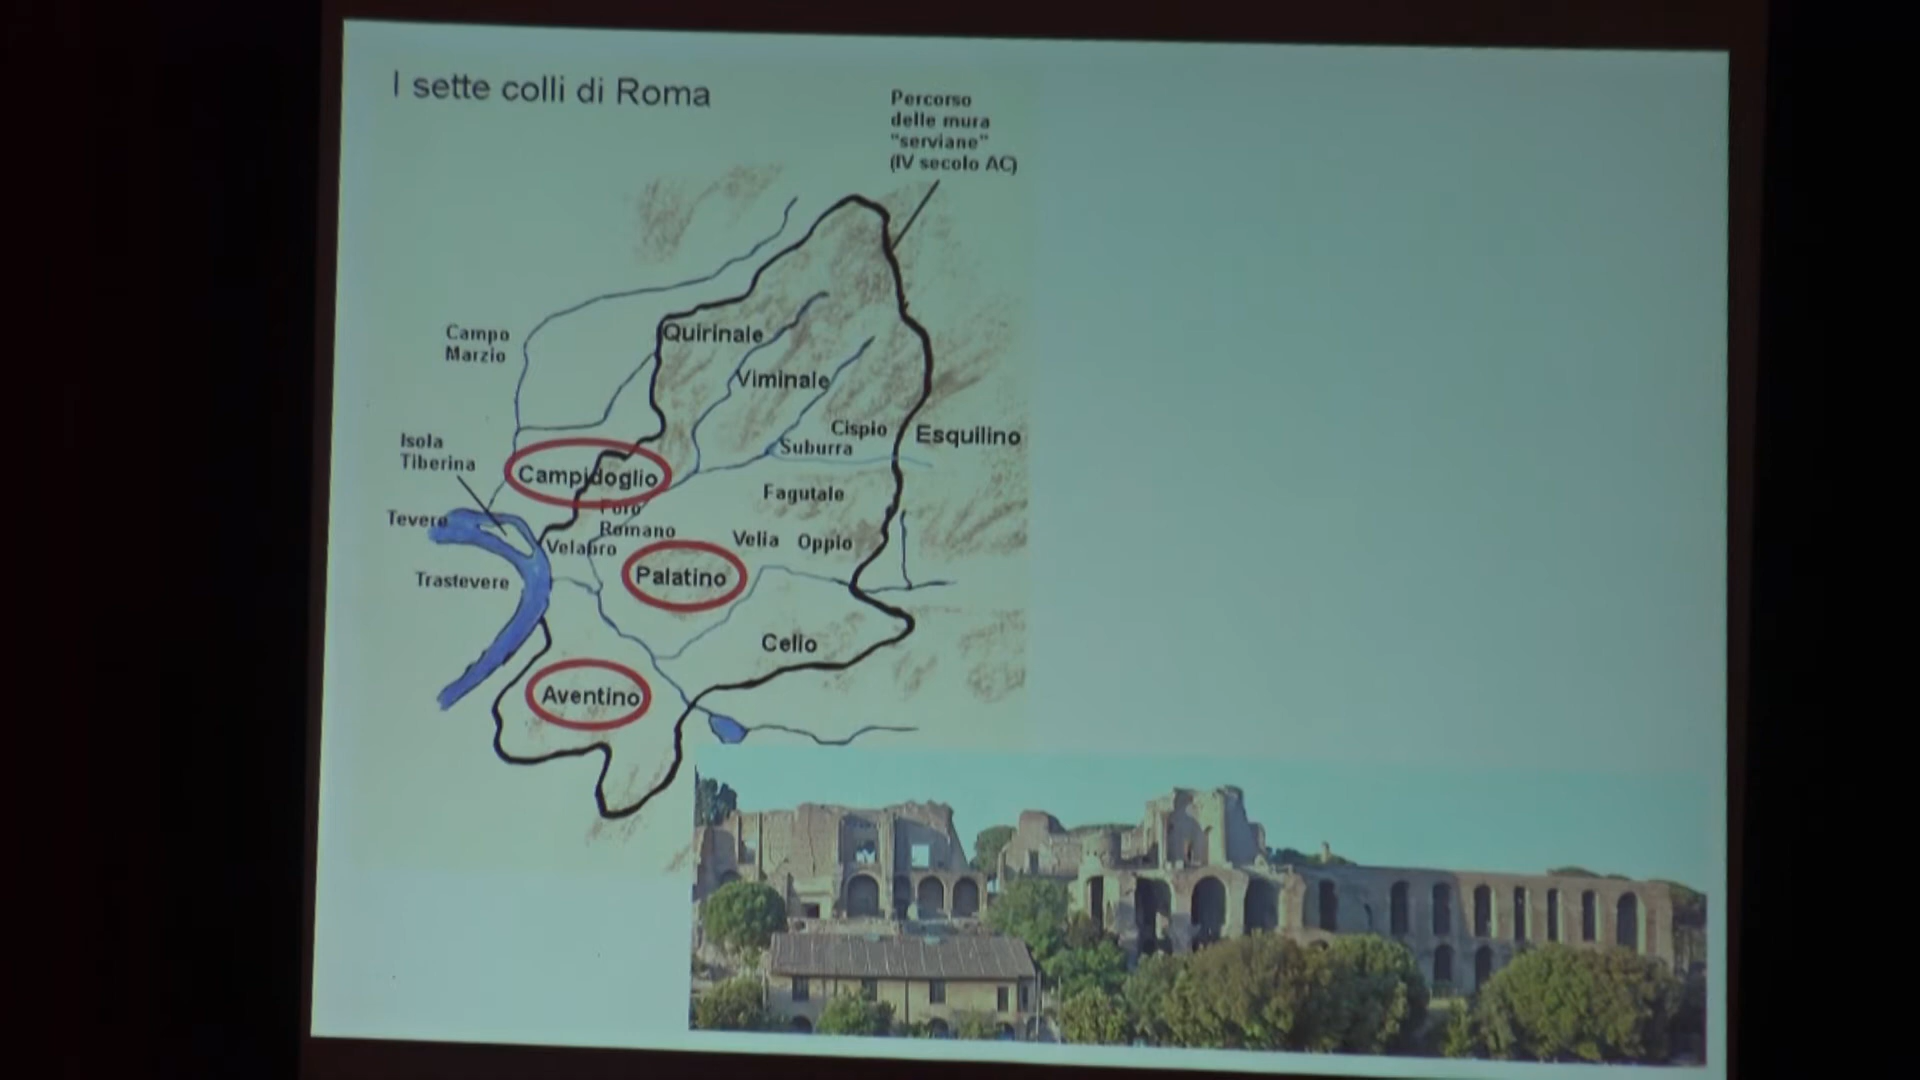 I sette colli di Roma
Percorso
delle mura
"serviane"
(IV secolo AC)
Campo
Marzio
Quirinale
Viminale
Cispio
Esquilino
Suburra
Isola
Tiberina
Campidoglio
Fagutale
Foro
Romano
Tevere
Velabro
Velia
Oppio
Palatino
Trastevere
Celio
Aventino